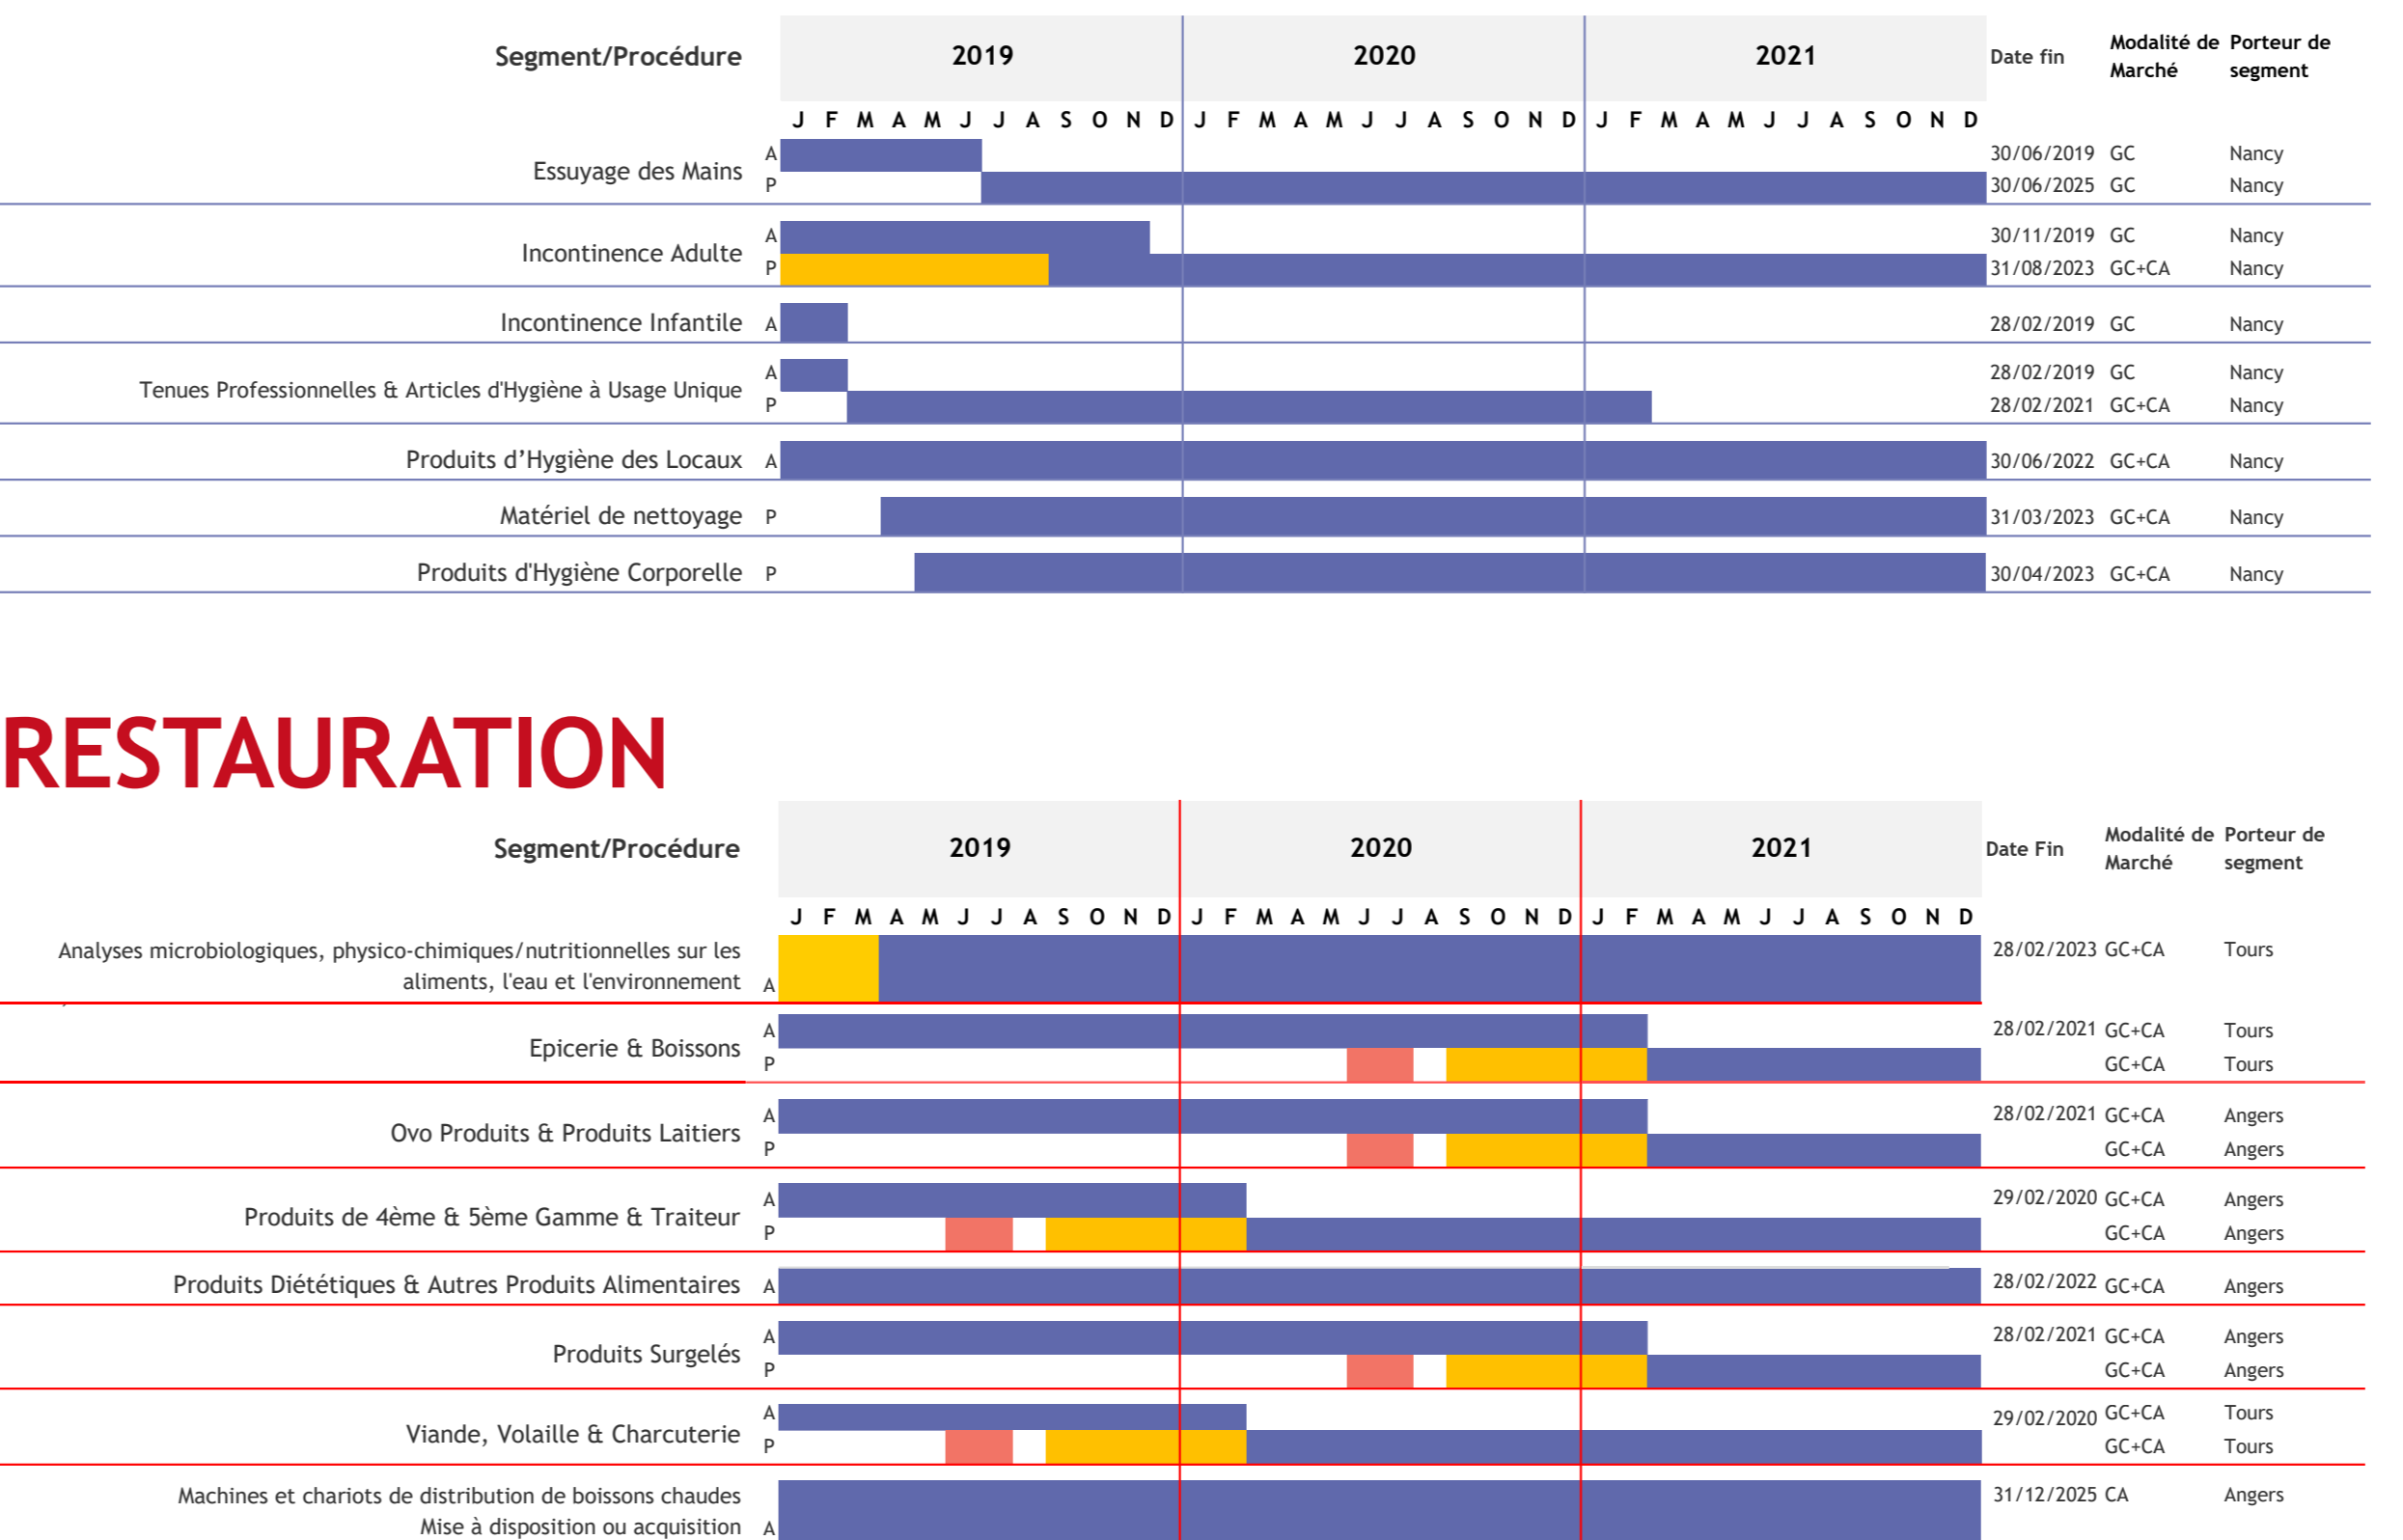 Segment/Procédure 2019 2020 2021 Date fin Modalité de Marché Porteur de segment
J F M A M J J A S O N D J F M A M J J A S O N D J F M A M J J A S O N D
Essuyage des Mains
A 30/06/2019 GC Nancy
P 30/06/2025 GC Nancy
Incontinence Adulte
A 30/11/2019 GC Nancy
P 31/08/2023 GC+CA Nancy
Incontinence Infantile A 28/02/2019 GC Nancy
Tenues Professionnelles & Articles d'Hygiène à Usage Unique
A 28/02/2019 GC Nancy
P 28/02/2021 GC+CA Nancy
Produits d’Hygiène des Locaux A 30/06/2022 GC+CA Nancy
Matériel de nettoyage P 31/03/2023 GC+CA Nancy
Produits d'Hygiène Corporelle P 30/04/2023 GC+CA Nancy
RESTAURATION
Segment/Procédure 2019 2020 2021 Date Fin Modalité de Marché Porteur de segment
J F M A M J J A S O N D J F M A M J J A S O N D J F M A M J J A S O N D
Analyses microbiologiques, physico-chimiques/nutritionnelles sur les 28/02/2023 GC+CA Tours
aliments, l'eau et l'environnement A
Epicerie & Boissons
A 28/02/2021 GC+CA Tours
P GC+CA Tours
Ovo Produits & Produits Laitiers
A 28/02/2021 GC+CA Angers
P GC+CA Angers
Produits de 4ème & 5ème Gamme & Traiteur
A 29/02/2020 GC+CA Angers
P GC+CA Angers
Produits Diététiques & Autres Produits Alimentaires A 28/02/2022 GC+CA Angers
Produits Surgelés
A 28/02/2021 GC+CA Angers
P GC+CA Angers
Viande, Volaille & Charcuterie
A 29/02/2020 GC+CA Tours
P GC+CA Tours
Machines et chariots de distribution de boissons chaudes 31/12/2025 CA Angers
Mise à disposition ou acquisition A